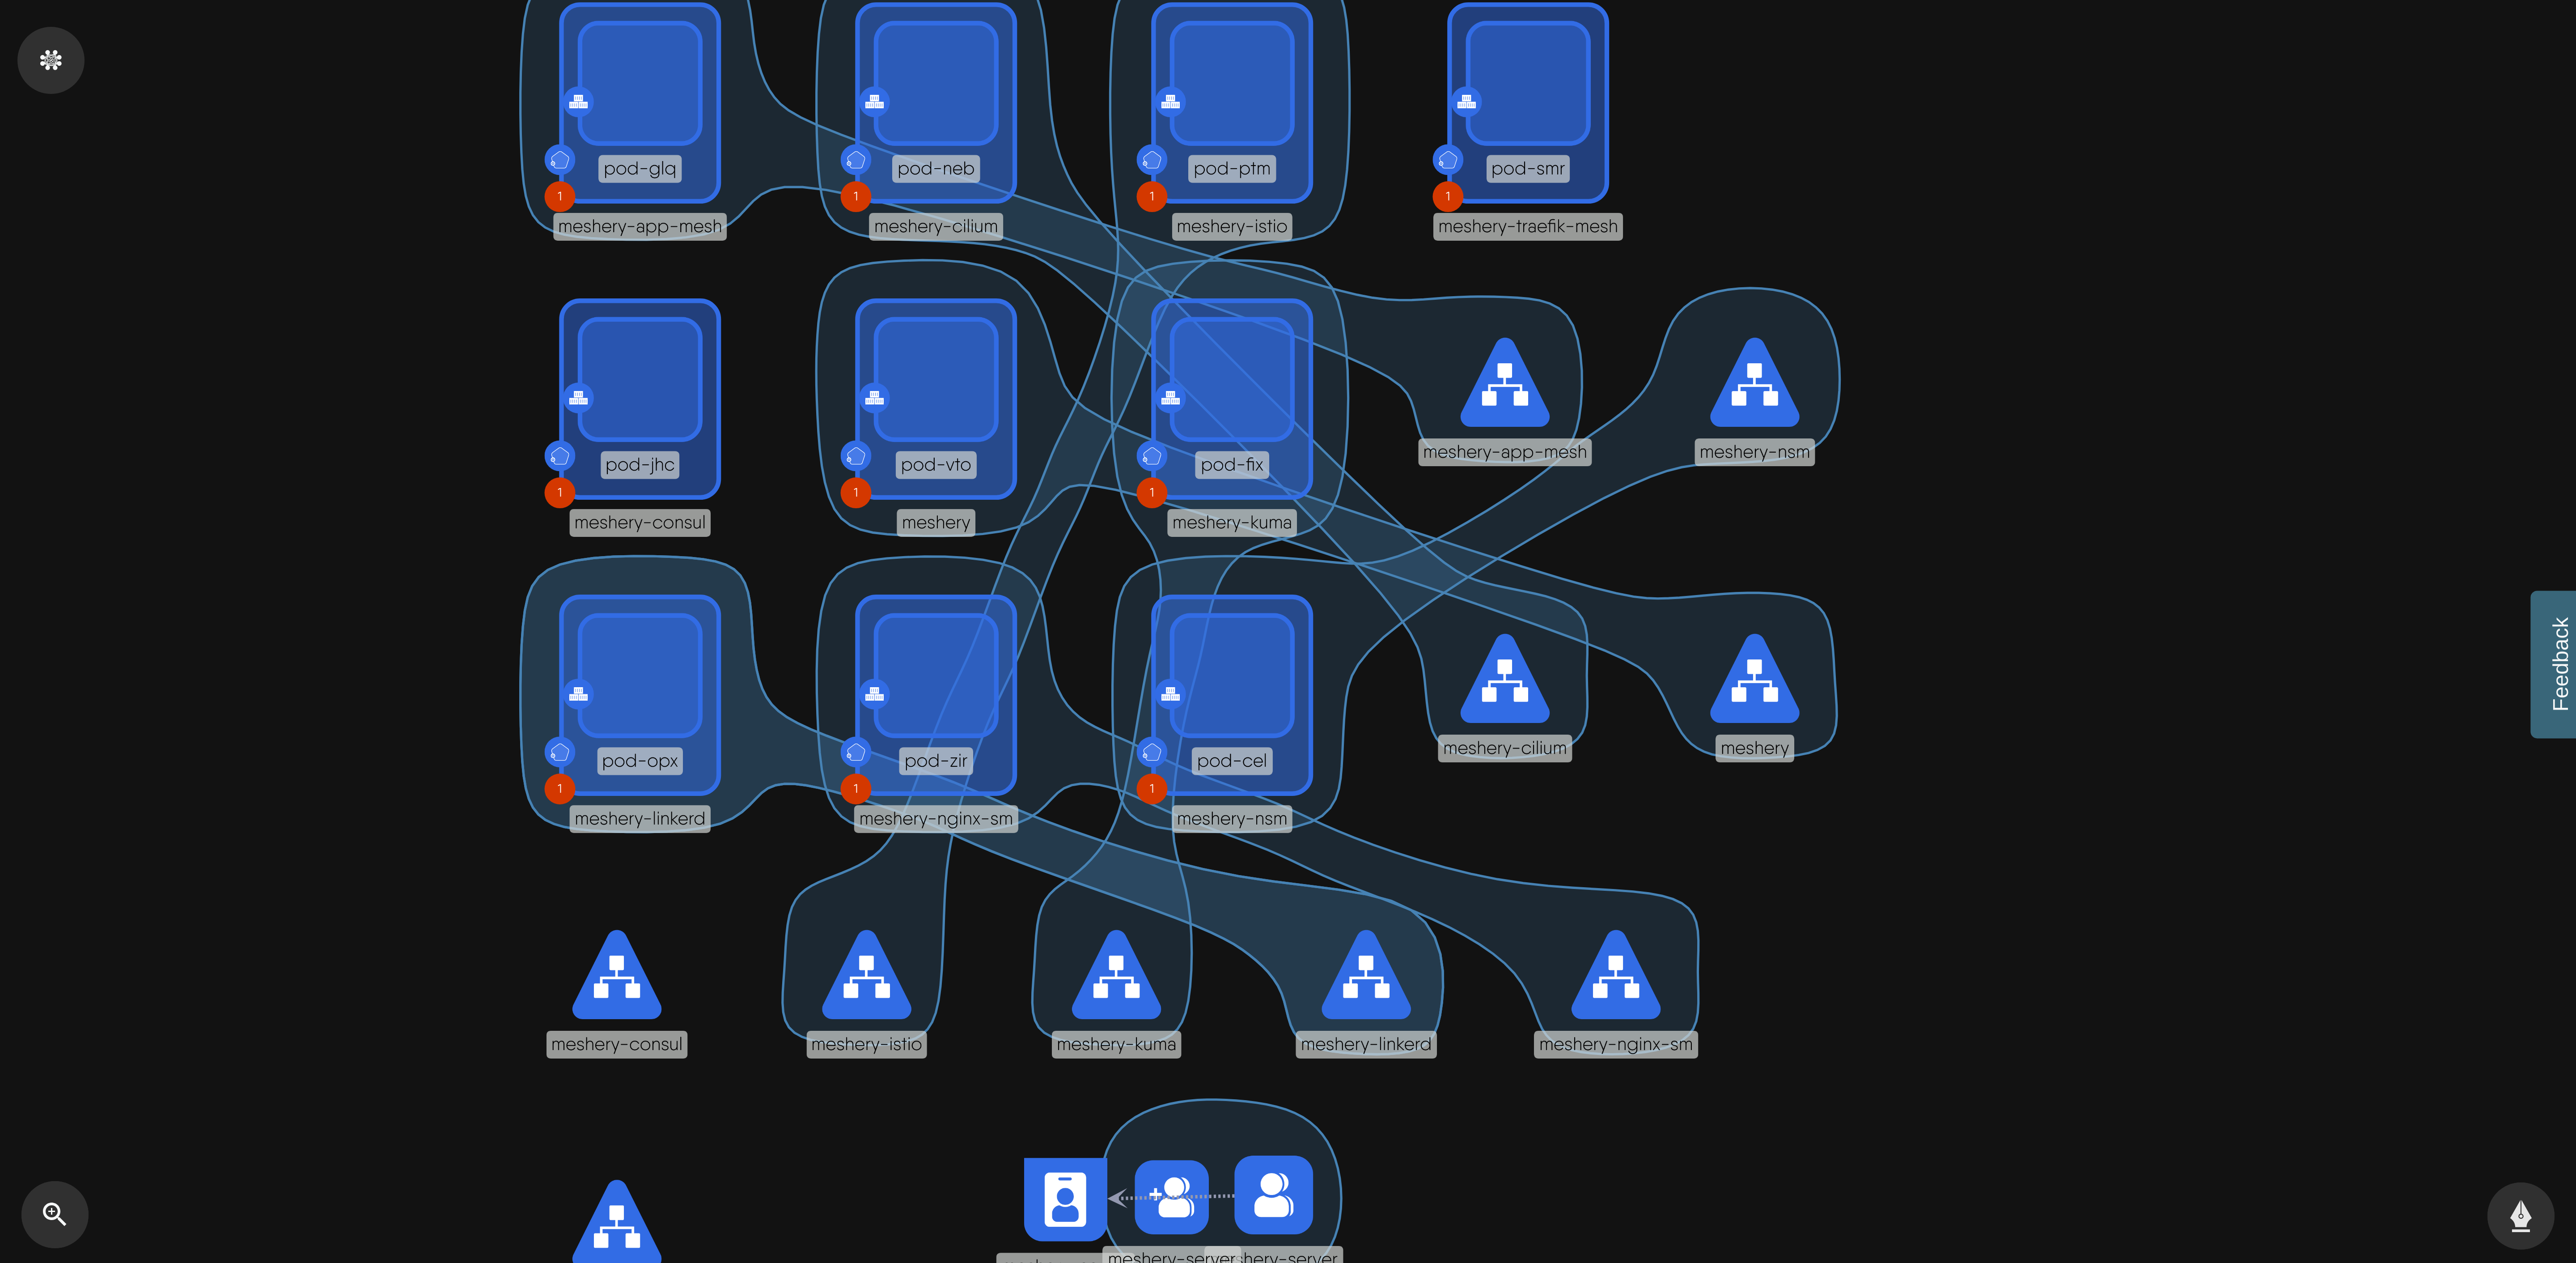 pod-glq
pod-neb
pod-ptm
pod-smr
1
1
1
1
meshery-app-mesh
meshery-cilium
meshery-istio
meshery-traefik-mesh
meshery-app-mesh
meshery-nsm
pod-jhc
pod-vto
pod-fix
1
1
1
meshery-consul
meshery
meshery-kuma
Feedback
meshery-cilium
meshery
pod-opx
pod-zir
pod-cel
1
1
1
meshery-linkerd
meshery-nginx-sm
meshery-nsm
meshery-consul
meshery-istio
meshery-kuma
meshery-linkerd
meshery-nginx-sm
meshery-server